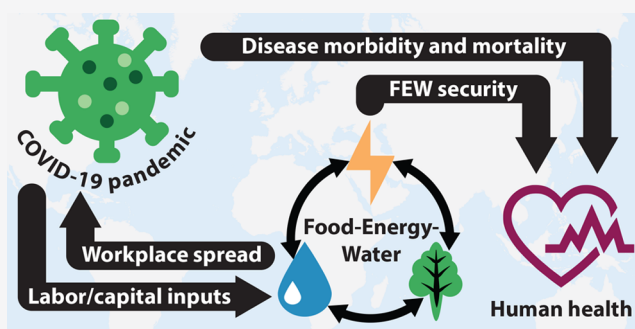 Disease morbidity and mortality
FEW security
COVID-19 pandemic
Food-Energy-
Water
Workplace spread
Labor/capital inputs
Human health